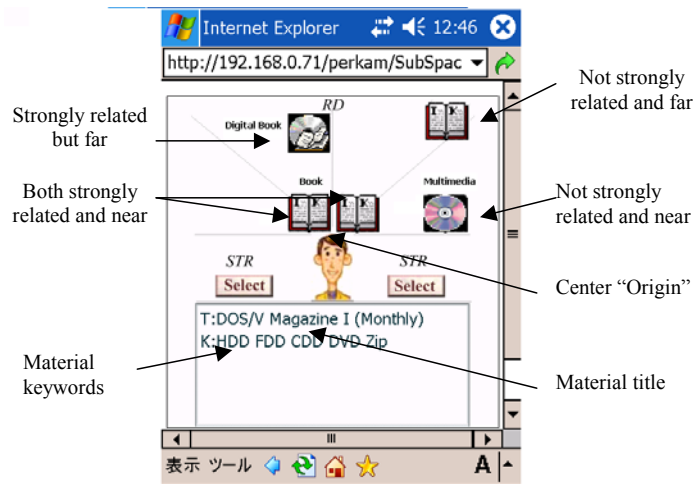 Internet Explorer 12:46
http://192.168.0.71/perkam/SubSpac
Not strongly
related and far
Strongly related
but far
RD
Digital Book
I K
Both strongly
related and near
Book
Multimedia
I K
I K
Not strongly
related and near
STR
STR
Select
Select
Center “Origin”
T:DOS/V Magazine I (Monthly)
K:HDD FDD CDD DVD Zip
Material
keywords
Material title
表示 ツール A